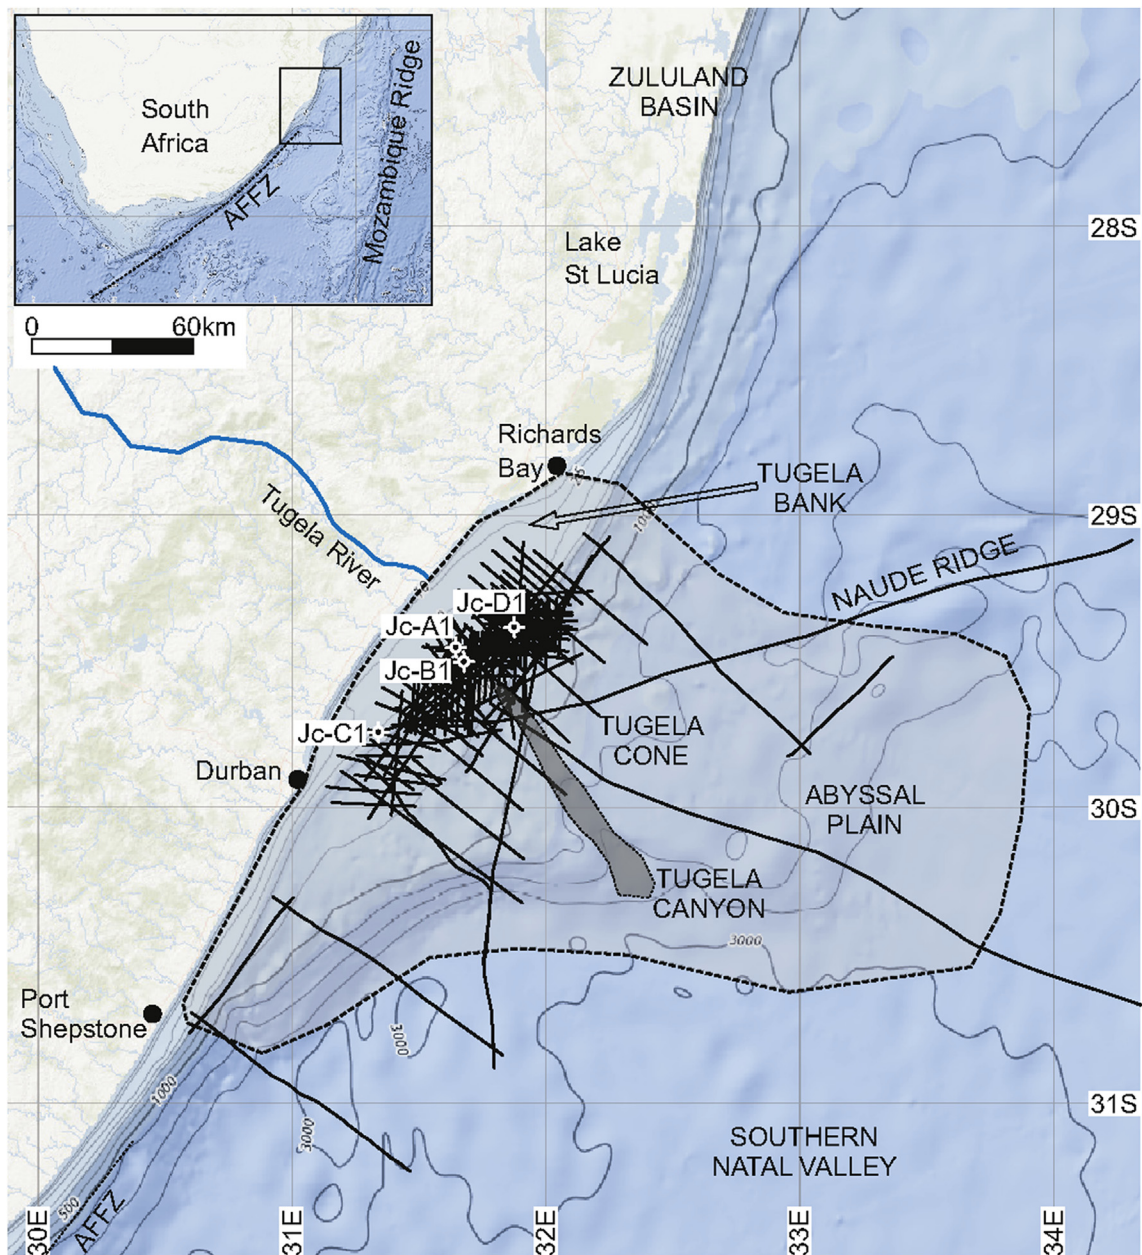 South
Africa
AFFZ
Mozambique Ridge
0 60km
ZULULAND
BASIN
28S
Lake
St Lucia
Richards
Bay
TUGELA
BANK
29S
Tugela River
NAUDE RIDGE
Jc-D1
Jc-A1
Jc-B1
Jc-C1
TUGELA
CONE
Durban
ABYSSAL
PLAIN
30S
TUGELA
CANYON
3000
Port
Shepstone
3000
1000
31S
3000
SOUTHERN
NATAL VALLEY
500
AFFZ
30E
31E
32E
33E
34E